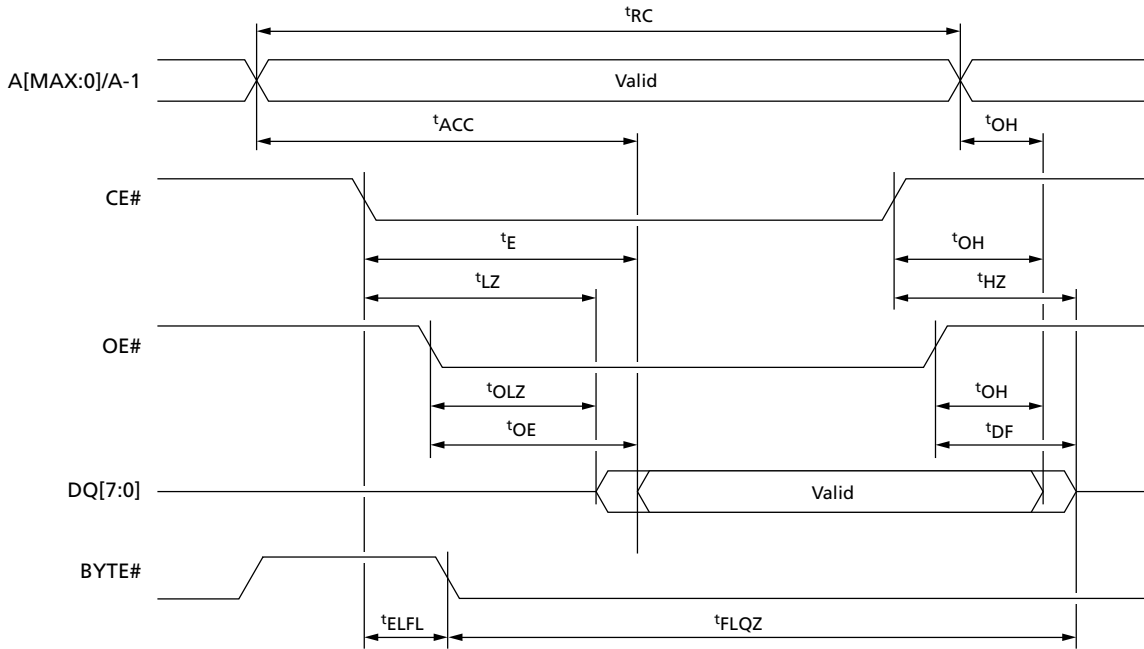 tRC
A[MAX:0]/A-1
Valid
tACC
tOH
CE#
tE
tOH
tLZ
tHZ
OE#
tOLZ
tOH
tOE
tDF
DQ[7:0]
Valid
BYTE#
tELFL
tFLQZ